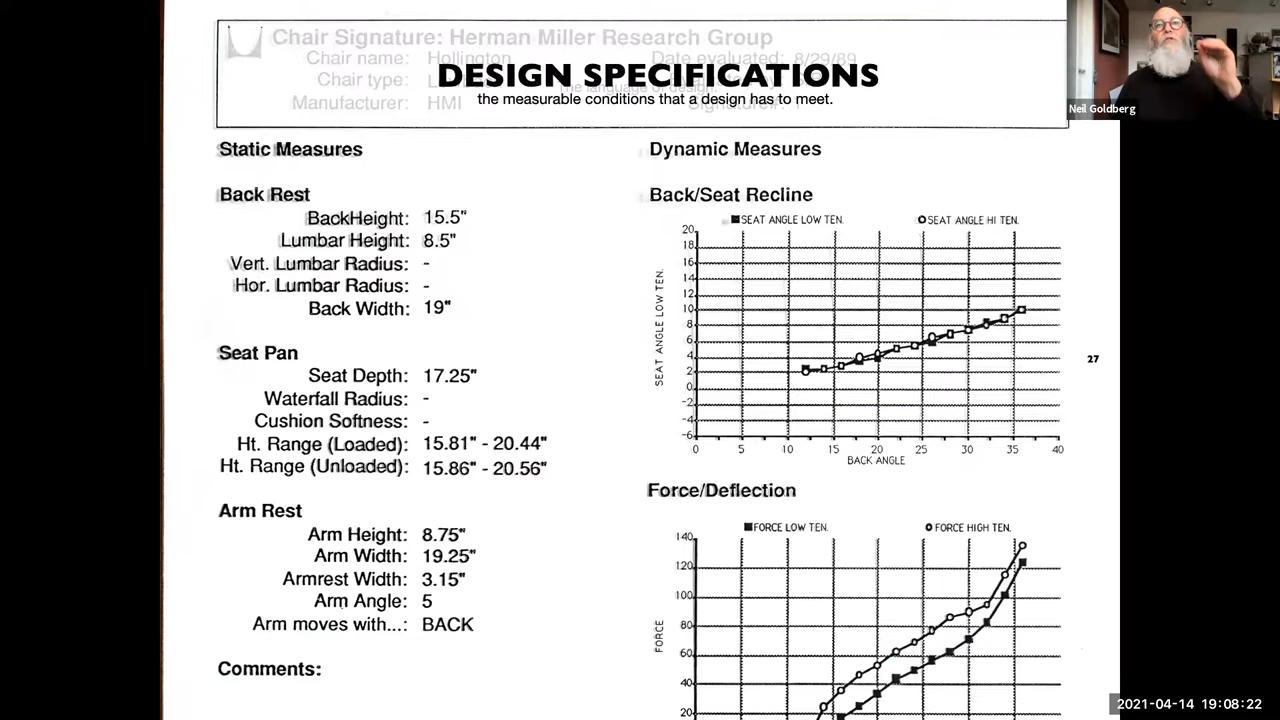 Chair Signature: Herman Miller Research Group
Chair name: Hollington
Date evaluated: 8/29/89
Chair type:
Manufacturer: HMI
DESIGN SPECIFICATIONS
the measurable conditions that a design has to meet.
Neil Goldberg
Static Measures
Back Rest
BackHeight: 15.5"
Lumbar Height: 8.5"
Vert. Lumbar Radius: -
Hor. Lumbar Radius: -
Back Width: 19"
Seat Pan
Seat Depth: 17.25"
Waterfall Radius: -
Cushion Softness: -
Ht. Range (Loaded): 15.81" - 20.44"
Ht. Range (Unloaded): 15.86" - 20.56"
Arm Rest
Arm Height: 8.75"
Arm Width: 19.25"
Armrest Width: 3.15"
Arm Angle: 5
Arm moves with...: BACK
Comments:
Dynamic Measures
Back/Seat Recline
SEAT ANGLE LOW TEN. SEAT ANGLE HI TEN.
20
18
16
14
12
10
8
6
4
2
0
-2
-4
-6
SEAT ANGLE LOW TEN.
0 5 10 15 20 25 30 35 40
BACK ANGLE
27
Force/Deflection
FORCE LOW TEN. FORCE HIGH TEN.
140
120
100
80
60
40
20
FORCE
2021-04-14 19:08:22